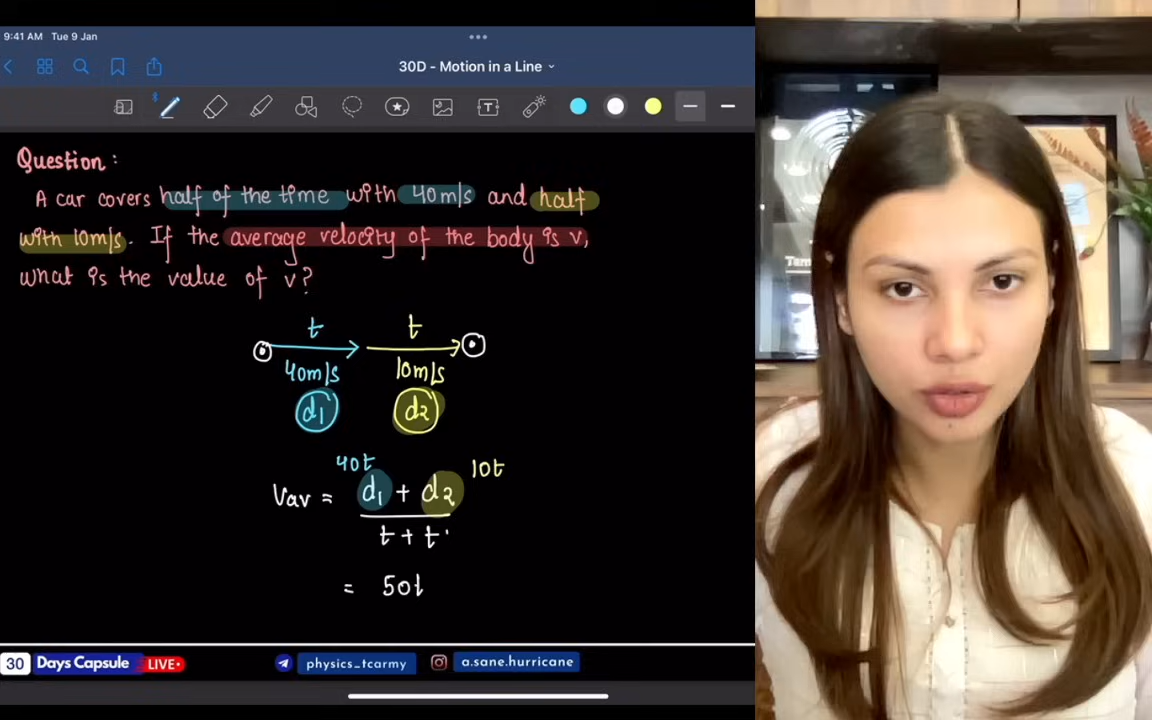 9:41 AM Tue 9 Jan
30D - Motion in a Line
T
Question:
A car covers half of the time with 40m/s and half
with 10m/s. If the average velocity of the body is v,
what is the value of v?
t t
40m/s 10m/s
d1 d2
40t 10t
Vav = d1 + d2
t + t
= 50t
30 Days Capsule LIVE
physics_tcarmy
a.sane.hurricane